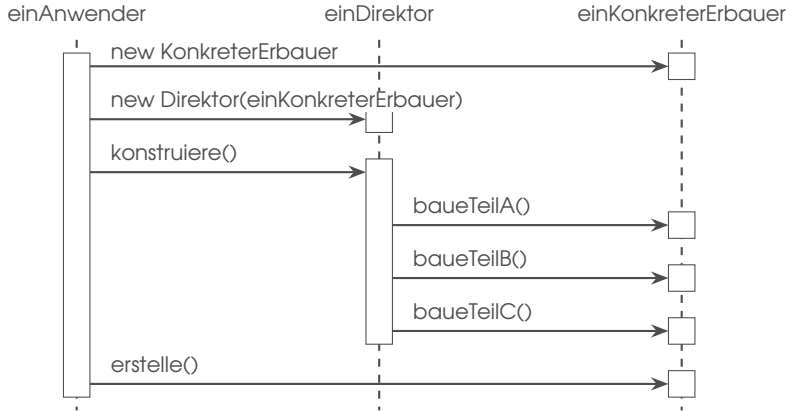 einAnwender einDirektor einKonkreterErbauer
new KonkreterErbauer
new Direktor(einKonkreterErbauer)
konstruiere()
baueTeilA()
baueTeilB()
baueTeilC()
erstelle()